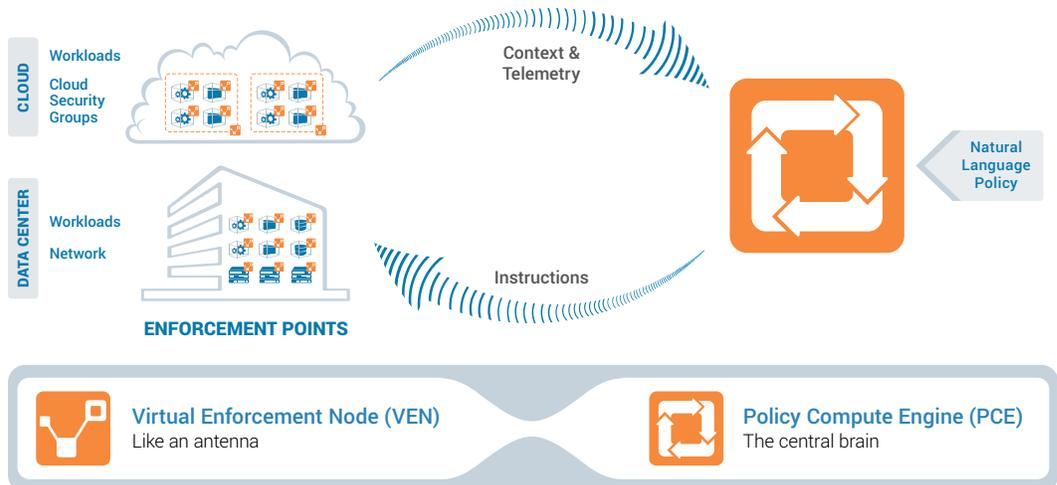 CLOUD
Workloads
Cloud
Security
Groups
Context &
Telemetry
Natural
Language
Policy
DATA CENTER
Workloads
Network
Instructions
ENFORCEMENT POINTS
Virtual Enforcement Node (VEN)
Like an antenna
Policy Compute Engine (PCE)
The central brain